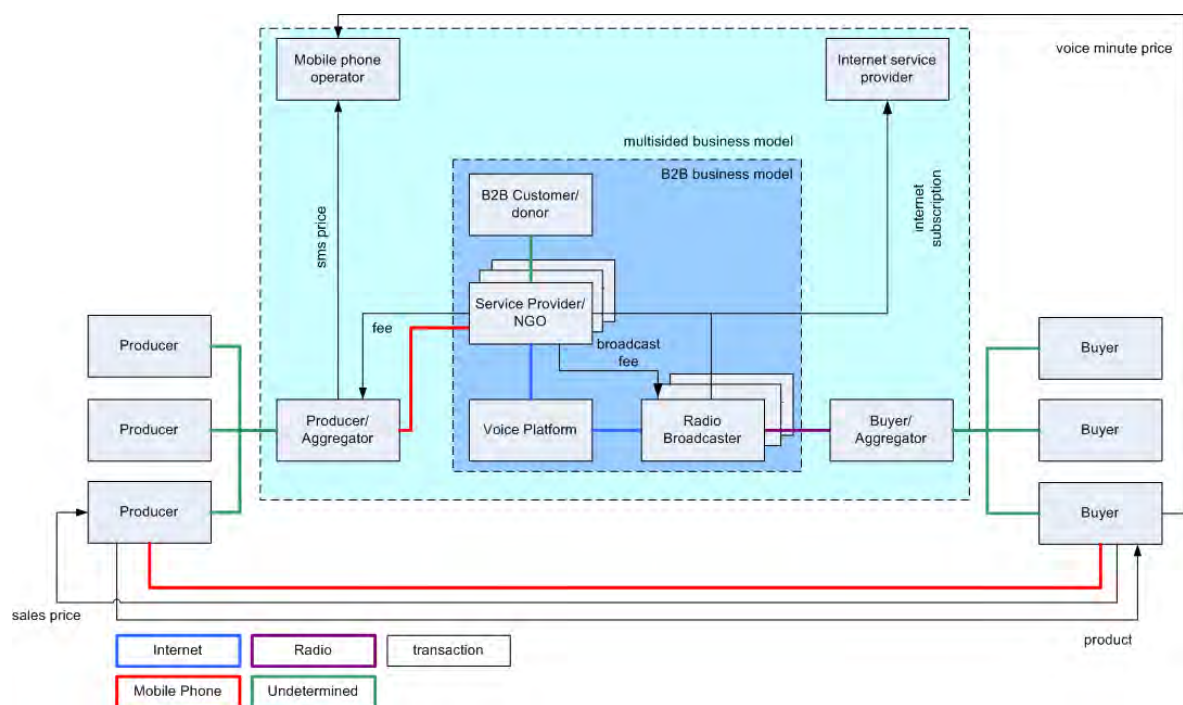 voice minute price
Mobile phone
operator
Internet service
provider
multisided business model
B2B business model
B2B Customer/
donor
sms price
internet
subscription
Service Provider/
NGO
fee
broadcast
fee
Producer
Buyer
Producer
Producer/
Aggregator
Voice Platform
Radio
Broadcaster
Buyer/
Aggregator
Buyer
Producer
Buyer
sales price
product
Internet
Radio
transaction
Mobile Phone
Undetermined